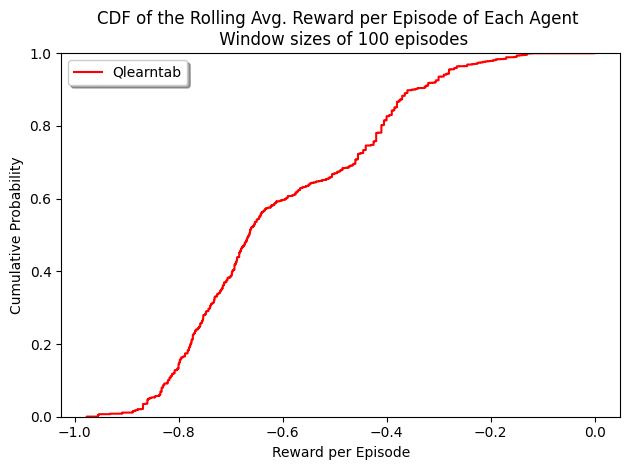 CDF of the Rolling Avg. Reward per Episode of Each Agent
Window sizes of 100 episodes
Qlearntab
Cumulative Probability
1.0
0.8
0.6
0.4
0.2
0.0
−1.0 −0.8 −0.6 −0.4 −0.2 0.0
Reward per Episode